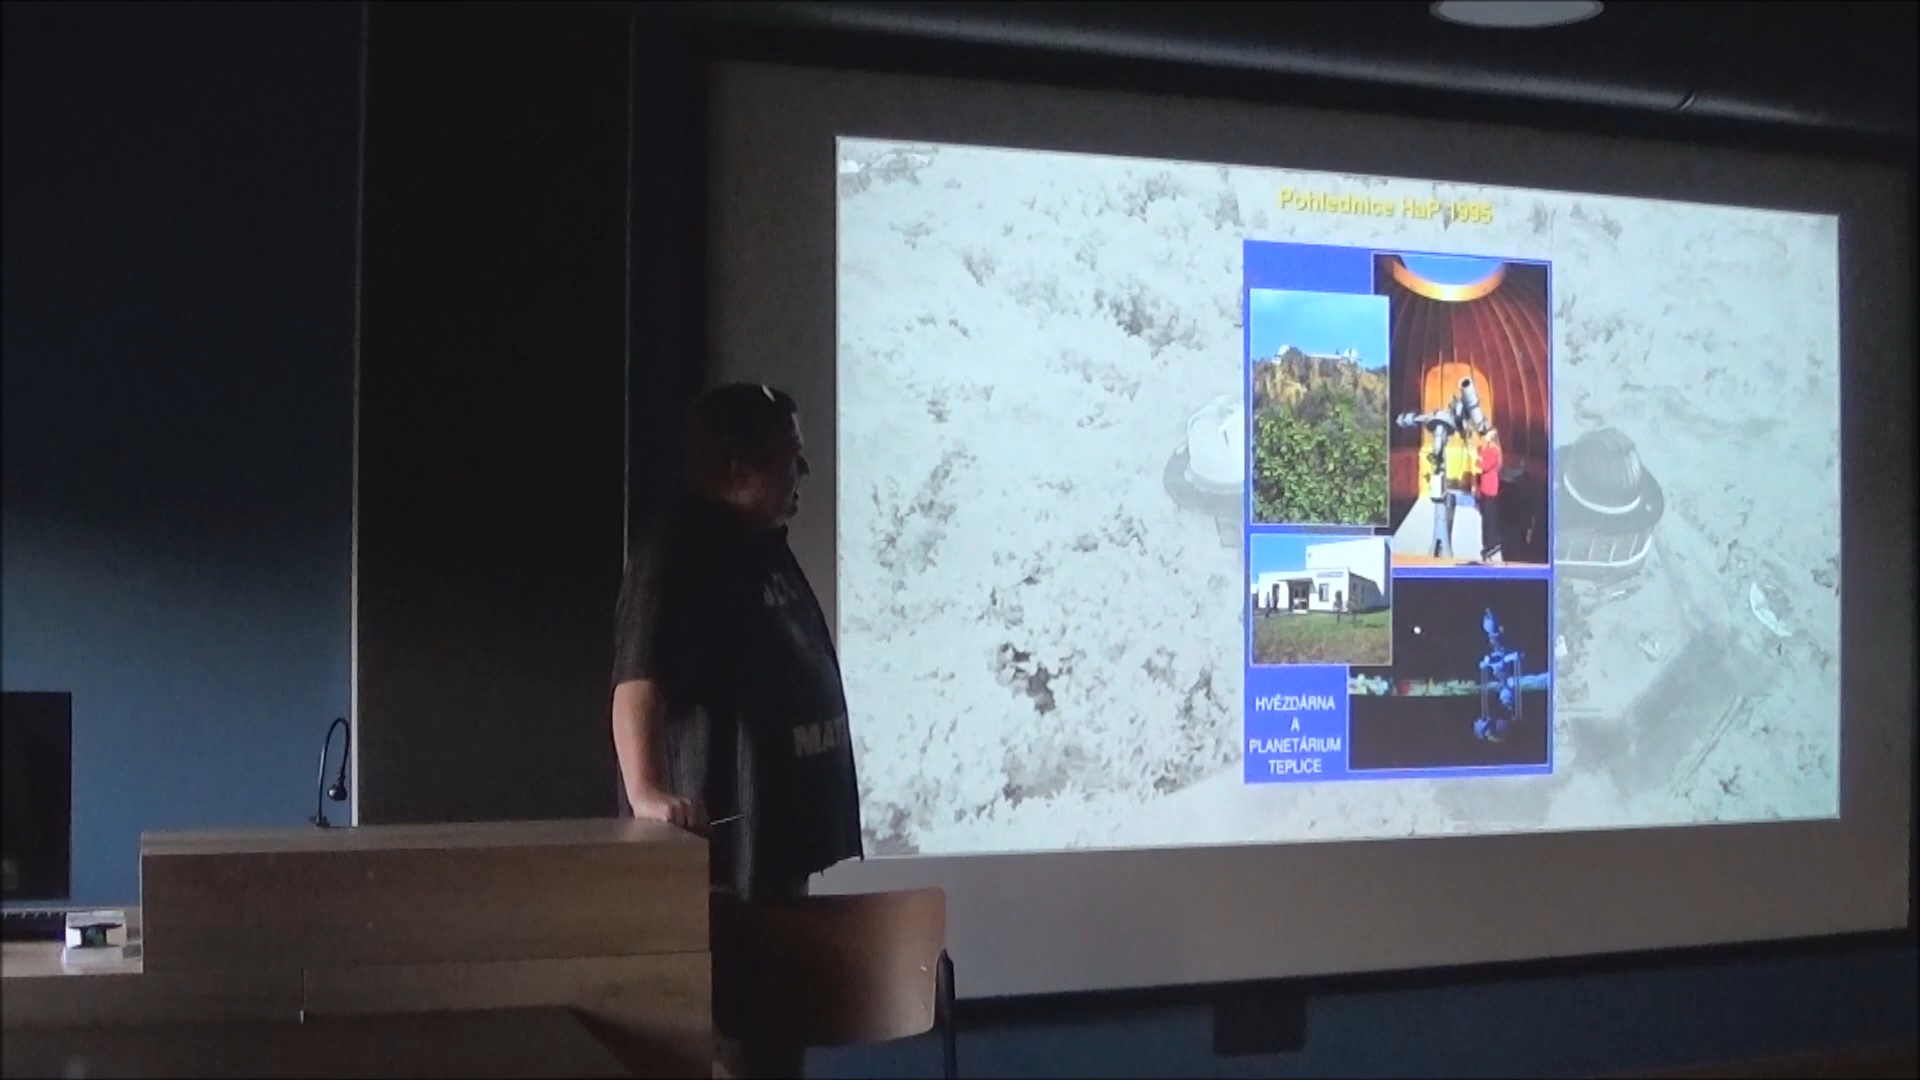 Pohlednice HaP 1995
HVĚZDÁRNA
A
PLANETÁRIUM
TEPLICE